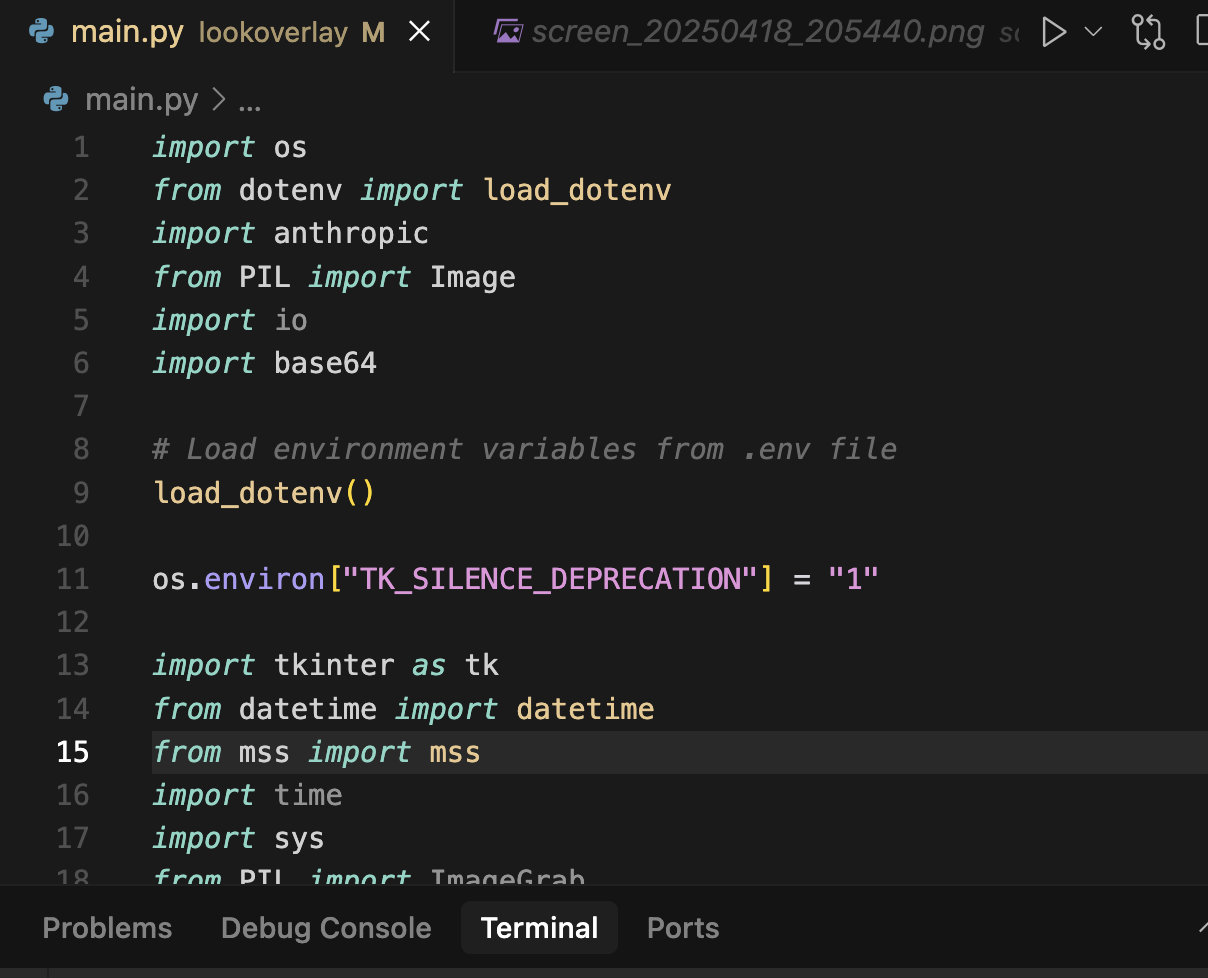 main.py lookoverlay M screen_20250418_205440.png
main.py > ...
1 import os
2 from dotenv import load_dotenv
3 import anthropic
4 from PIL import Image
5 import io
6 import base64
7
8 # Load environment variables from .env file
9 load_dotenv()
10
11 os.environ["TK_SILENCE_DEPRECATION"] = "1"
12
13 import tkinter as tk
14 from datetime import datetime
15 from mss import mss
16 import time
17 import sys
18 from PIL import ImageGrab
Problems Debug Console Terminal Ports